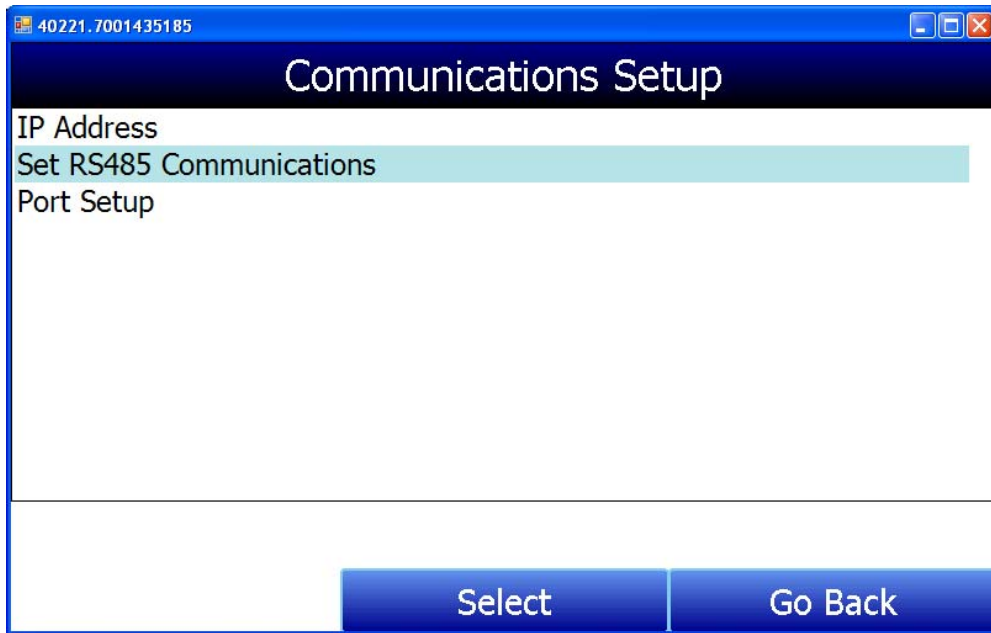 40221.7001435185
Communications Setup
IP Address
Set RS485 Communications
Port Setup
Select
Go Back